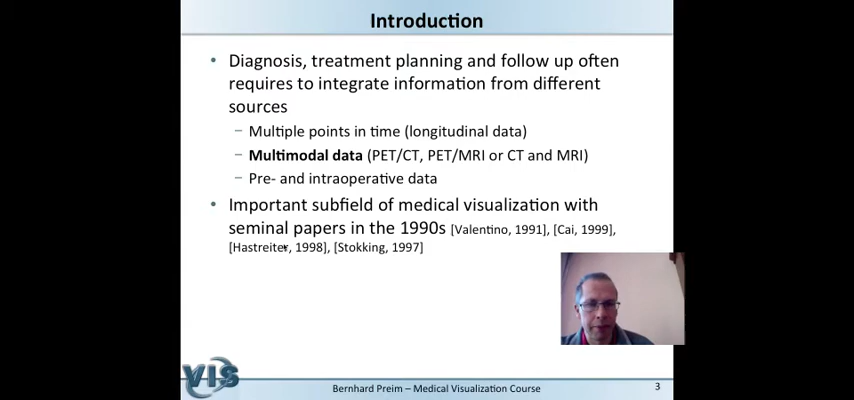 Introduction
• Diagnosis, treatment planning and follow up often
requires to integrate information from different
sources
– Multiple points in time (longitudinal data)
– Multimodal data (PET/CT, PET/MRI or CT and MRI)
– Pre- and intraoperative data
• Important subfield of medical visualization with
seminal papers in the 1990s [Valentino, 1991], [Cai, 1999],
[Hastreiter, 1998], [Stokking, 1997]
VIS
Bernhard Preim – Medical Visualization Course
3